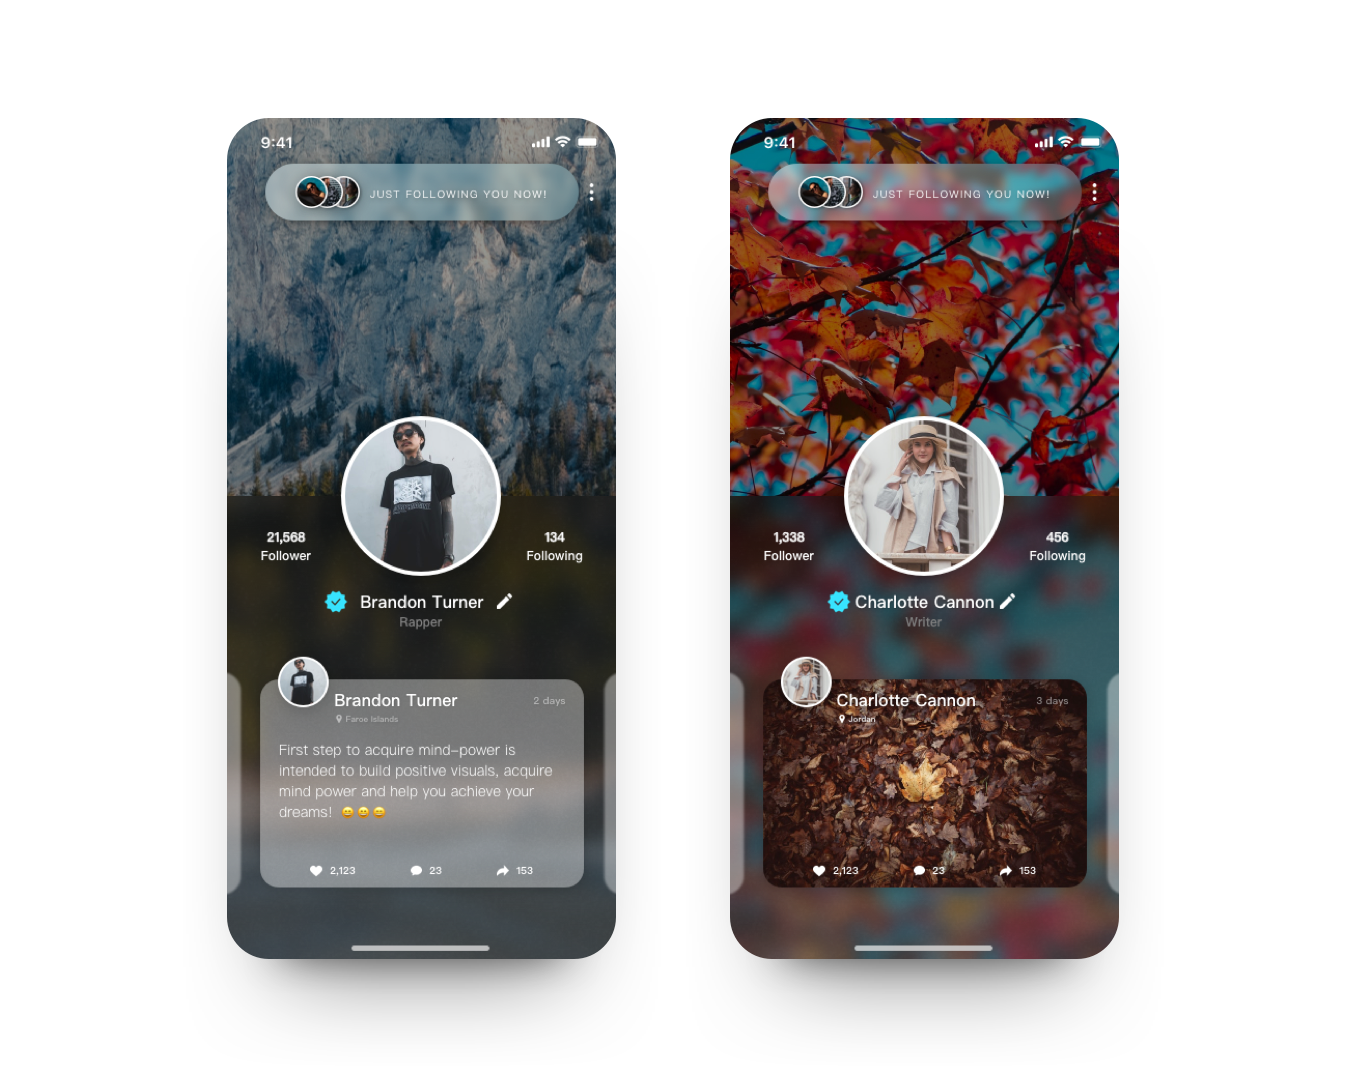 9:41
JUST FOLLOWING YOU NOW!
21,568
Follower
134
Following
Brandon Turner
Rapper
Brandon Turner
2 days
Faroe Islands
First step to acquire mind-power is
intended to build positive visuals, acquire
mind power and help you achieve your
dreams! 😄😄😄
2,123
23
153
9:41
JUST FOLLOWING YOU NOW!
1,338
Follower
456
Following
Charlotte Cannon
Writer
Charlotte Cannon
3 days
Jordan
2,123
23
153